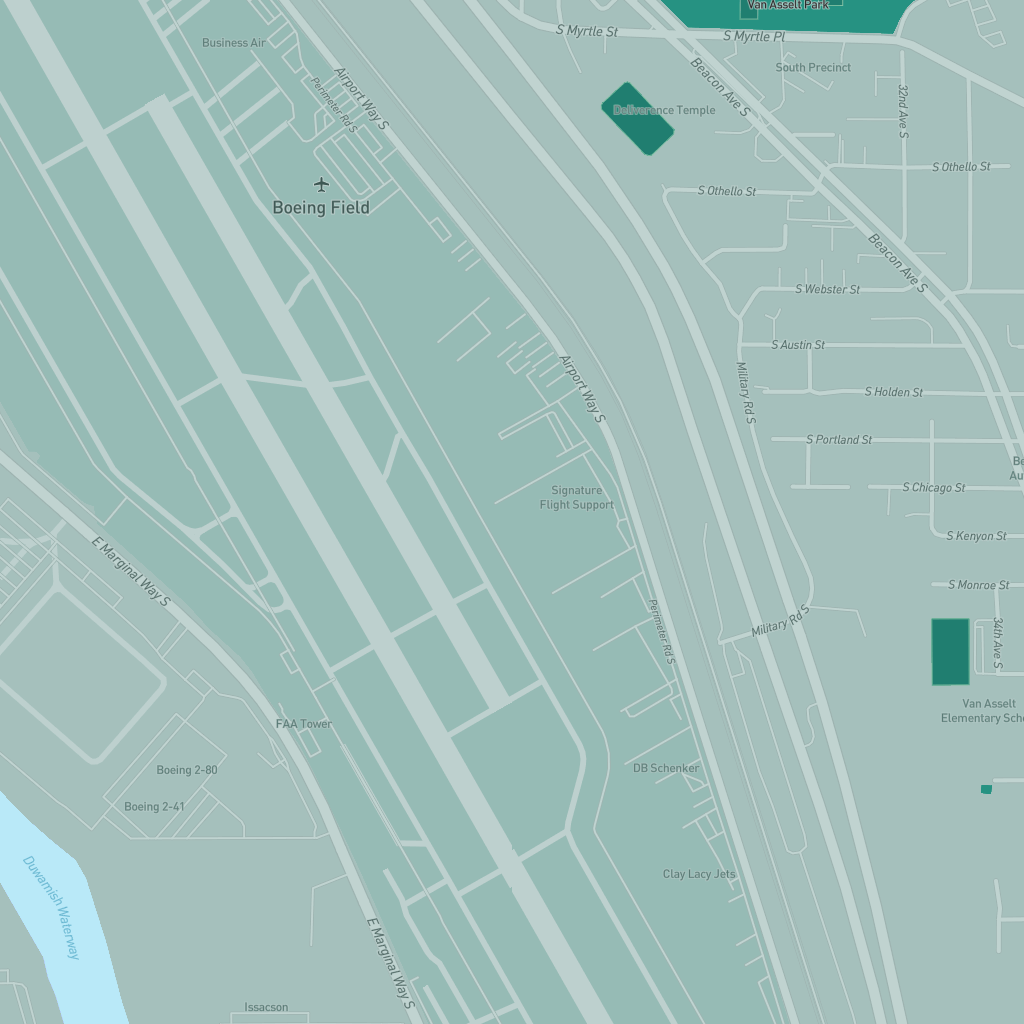 Van Asselt Park
S Myrtle St
S Myrtle Pl
Business Air
South Precinct
Airport Way S
Perimeter Rd S
Beacon Ave S
32nd Ave S
Deliverance Temple
S Othello St
S Othello St
Boeing Field
Beacon Ave S
S Webster St
S Austin St
Airport Way S
Military Rd S
S Holden St
S Portland St
Signature
Flight Support
S Chicago St
E Marginal Way S
S Kenyon St
S Monroe St
Perimeter Rd S
Military Rd S
34th Ave S
Van Asselt
Elementary Sch
FAA Tower
Boeing 2-80
DB Schenker
Boeing 2-41
Duwamish Waterway
Clay Lacy Jets
E Marginal Way S
Issacson